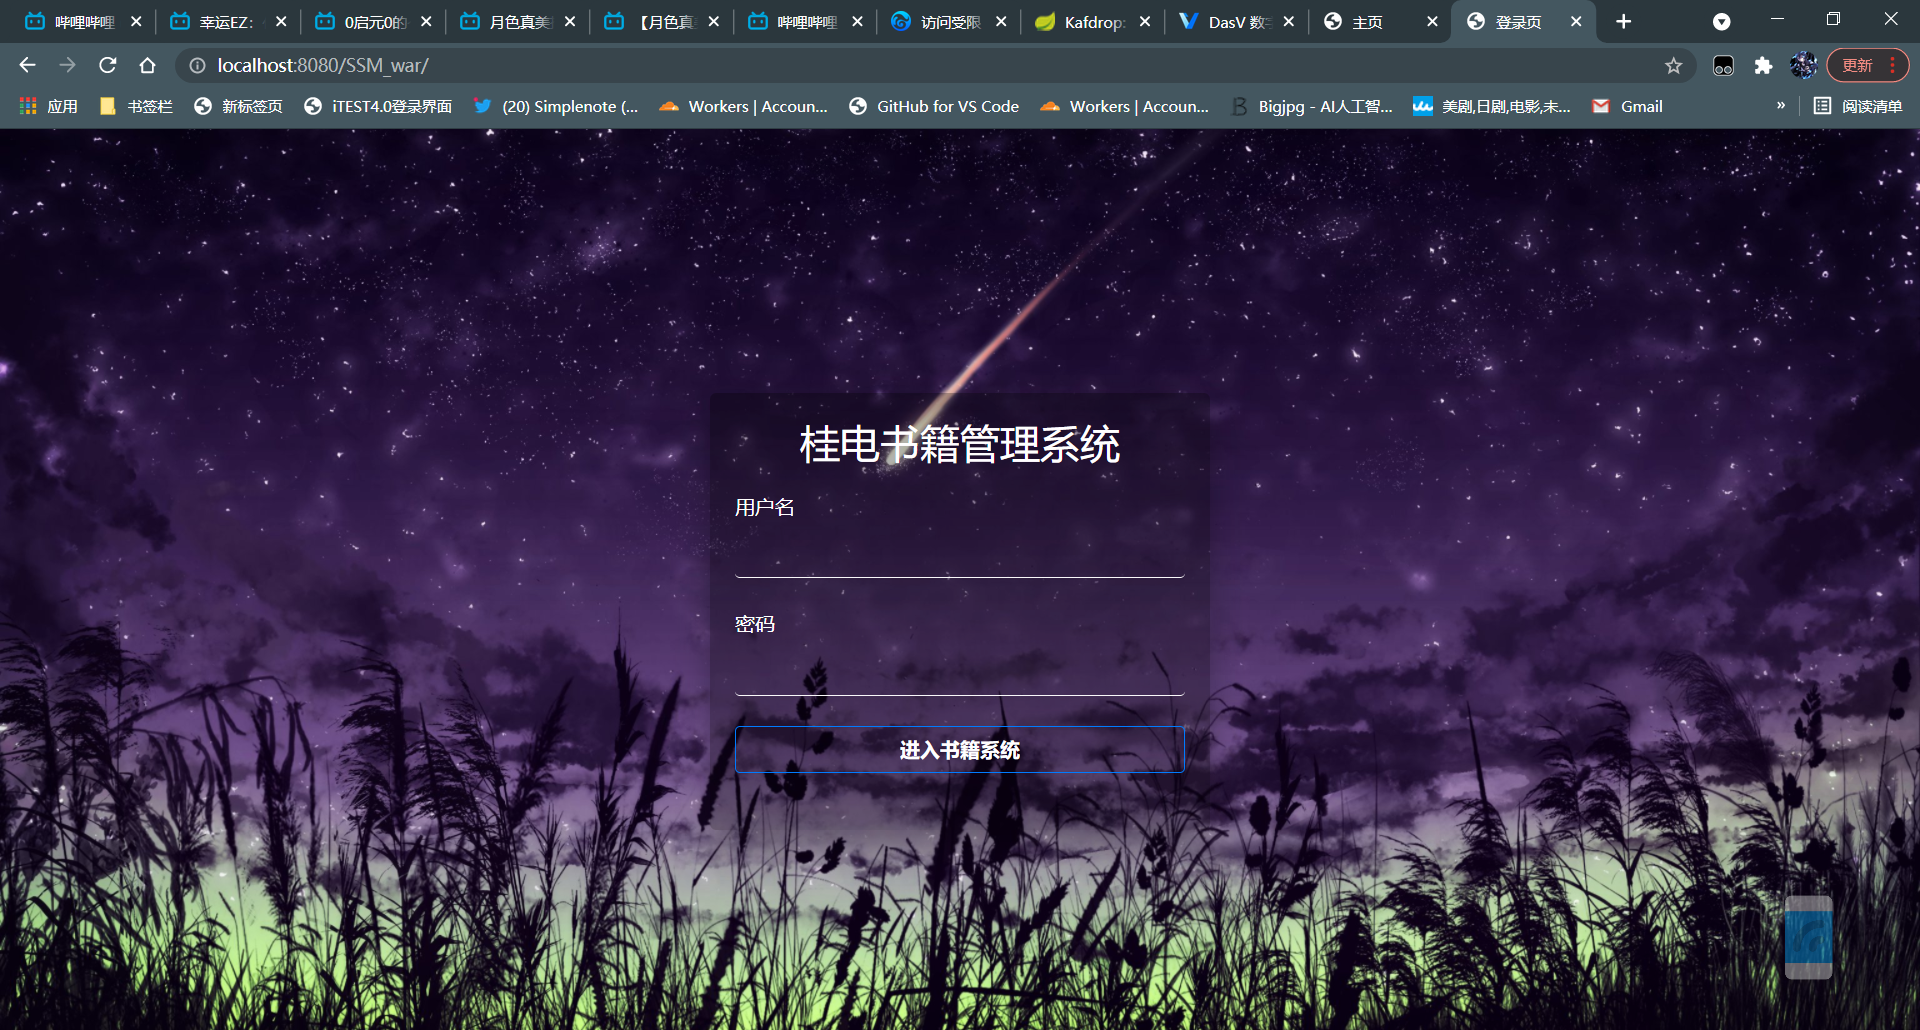 哔哩哔哩
幸运EZ:
0启元0的
月色真美
【月色真美
哔哩哔哩
访问受限
Kafdrop:
DasV 数字
主页
登录页
localhost:8080/SSM_war/
更新
应用
书签栏
新标签页
iTEST4.0登录界面
(20) Simplenote (...
Workers | Accoun...
GitHub for VS Code
Workers | Accoun...
Bigjpg - AI人工智...
美剧,日剧,电影,未...
Gmail
»
阅读清单
桂电书籍管理系统
用户名
密码
进入书籍系统